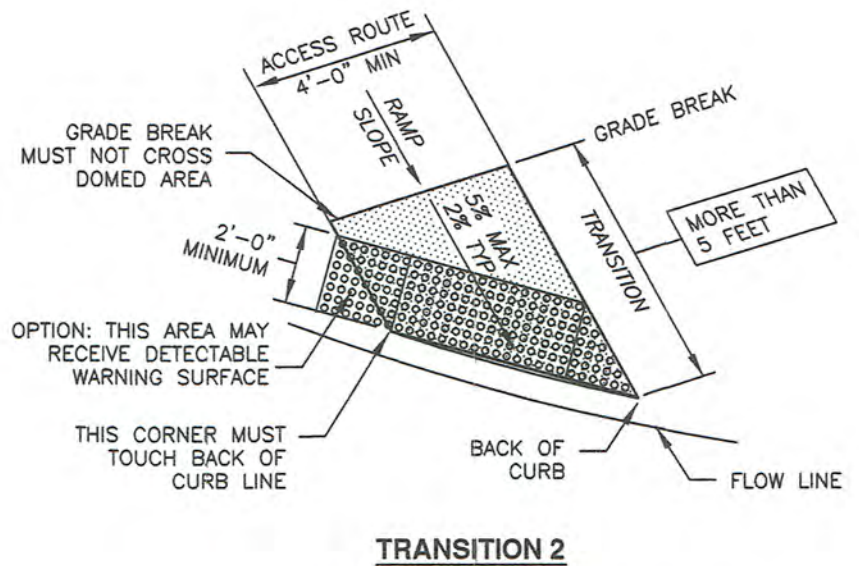 ACCESS ROUTE
4'-0" MIN
RAMP
SLOPE
GRADE BREAK
GRADE BREAK
MUST NOT CROSS
DOMED AREA
5% MAX
2% TYP
TRANSITION
MORE THAN
5 FEET
2'-0"
MINIMUM
OPTION: THIS AREA MAY
RECEIVE DETECTABLE
WARNING SURFACE
THIS CORNER MUST
TOUCH BACK OF
CURB LINE
BACK OF
CURB
FLOW LINE
TRANSITION 2